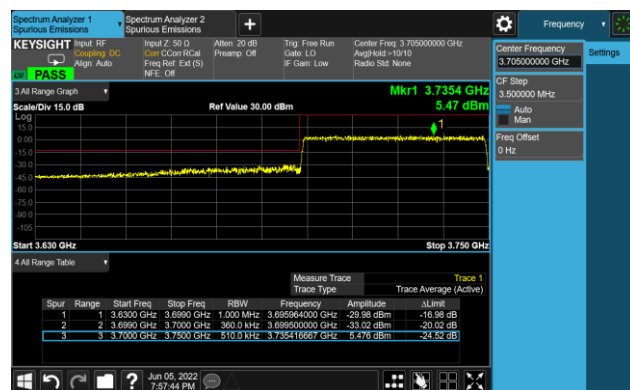 Spectrum Analyzer 1
Spurious Emissions
Spectrum Analyzer 2
Spurious Emissions
+
Frequency
KEYSIGHT
Input: RF
Coupling: DC
Align: Auto
Input Z: 50 Ω
Corr CCorr RCal
Freq Ref: Ext (S)
NFE: Off
Atten: 20 dB
Preamp: Off
Trig: Free Run
Gate: LO
IF Gain: Low
Center Freq: 3.705000000 GHz
Avg|Hold:>10/10
Radio Std: None
PASS
Center Frequency
3.705000000 GHz
Settings
CF Step
3.500000 MHz
Auto
Man
Freq Offset
0 Hz
3 All Range Graph
Mkr1 3.7354 GHz
Scale/Div 15.0 dB
Ref Value 30.00 dBm
5.47 dBm
Log
15.0
0.00
-15.0
-30.0
-45.0
-60.0
-75.0
-90.0
-105
1
Start 3.630 GHz
Stop 3.750 GHz
4 All Range Table
Measure Trace Trace 1
Trace Type Trace Average (Active)
Spur Range Start Freq Stop Freq RBW Frequency Amplitude ΔLimit
1 1 3.6300 GHz 3.6990 GHz 1.000 MHz 3.695964000 GHz -29.98 dBm -16.98 dB
2 2 3.6990 GHz 3.7000 GHz 360.0 kHz 3.699500000 GHz -33.02 dBm -20.02 dB
3 3 3.7000 GHz 3.7500 GHz 510.0 kHz 3.735416667 GHz 5.476 dBm -24.52 dB
?
Jun 05, 2022
7:57:44 PM